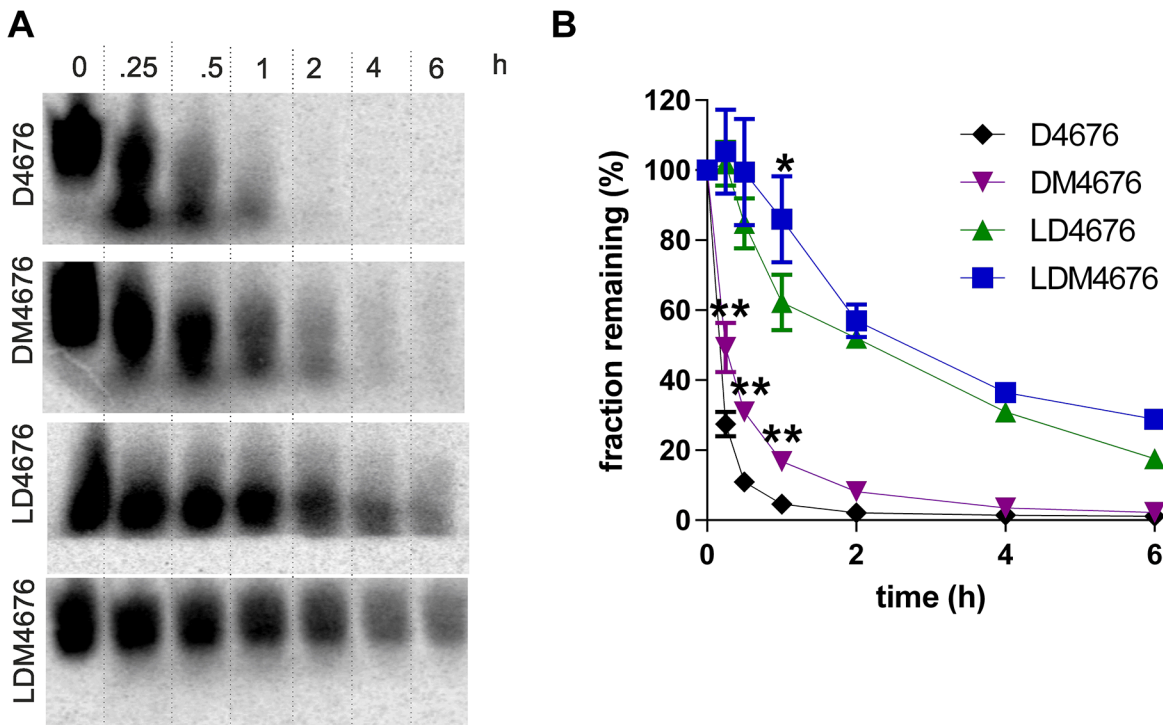 A
0 .25 .5 1 2 4 6 h
D4676
DM4676
LD4676
LDM4676
B
fraction remaining (%)
120
100
80
60
40
20
0
*
**
**
**
0 2 4 6
time (h)
D4676
DM4676
LD4676
LDM4676